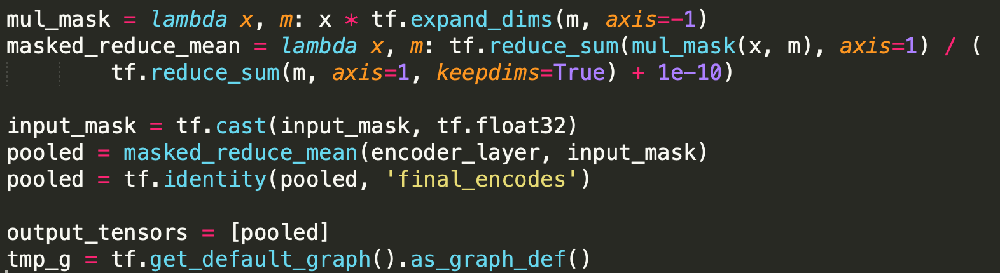 mul_mask = lambda x, m: x * tf.expand_dims(m, axis=-1)
masked_reduce_mean = lambda x, m: tf.reduce_sum(mul_mask(x, m), axis=1) / (
        tf.reduce_sum(m, axis=1, keepdims=True) + 1e-10)
input_mask = tf.cast(input_mask, tf.float32)
pooled = masked_reduce_mean(encoder_layer, input_mask)
pooled = tf.identity(pooled, 'final_encodes')
output_tensors = [pooled]
tmp_g = tf.get_default_graph().as_graph_def()